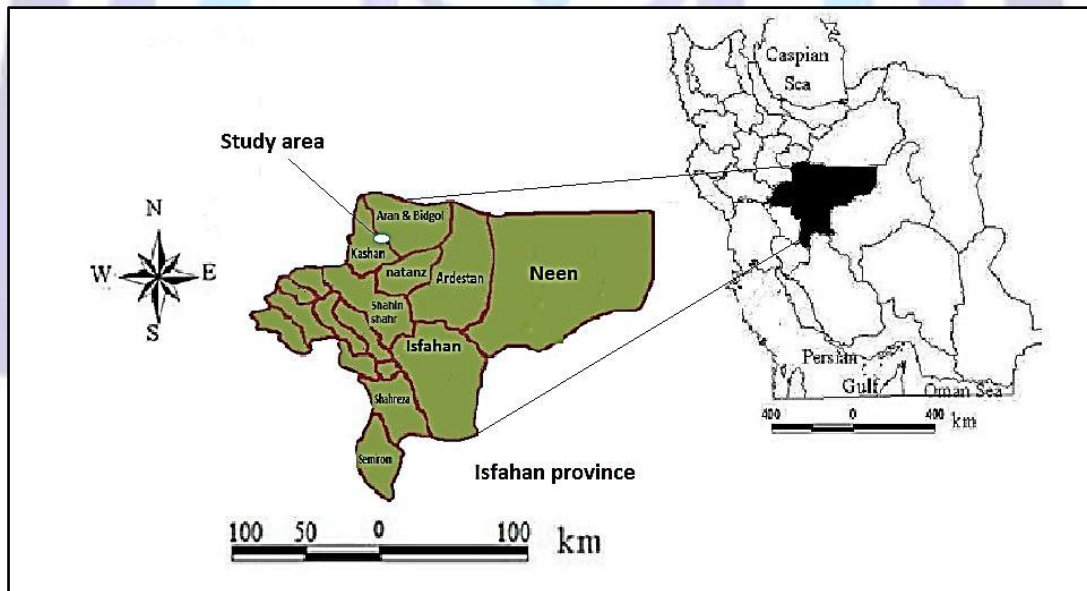 Caspian
Sea
Study area
N
W E
S
Aran & Bidgol
Kashan
natanz
Ardestan
Neen
Shahin
shahr
Isfahan
Shahreza
Semirom
Isfahan province
Persian
Gulf
Oman Sea
400 0 400
km
100 50 0 100
km